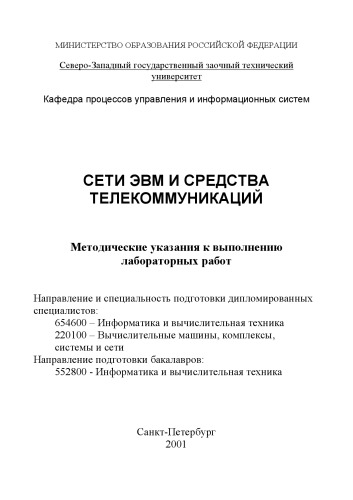 МИНИСТЕРСТВО ОБРАЗОВАНИЯ РОССИЙСКОЙ ФЕДЕРАЦИИ
Северо-Западный государственный заочный технический
университет
Кафедра процессов управления и информационных систем
СЕТИ ЭВМ И СРЕДСТВА
ТЕЛЕКОММУНИКАЦИЙ
Методические указания к выполнению
лабораторных работ
Направление и специальность подготовки дипломированных
специалистов:
654600 – Информатика и вычислительная техника
220100 – Вычислительные машины, комплексы,
системы и сети
Направление подготовки бакалавров:
552800 - Информатика и вычислительная техника
Санкт-Петербург
2001